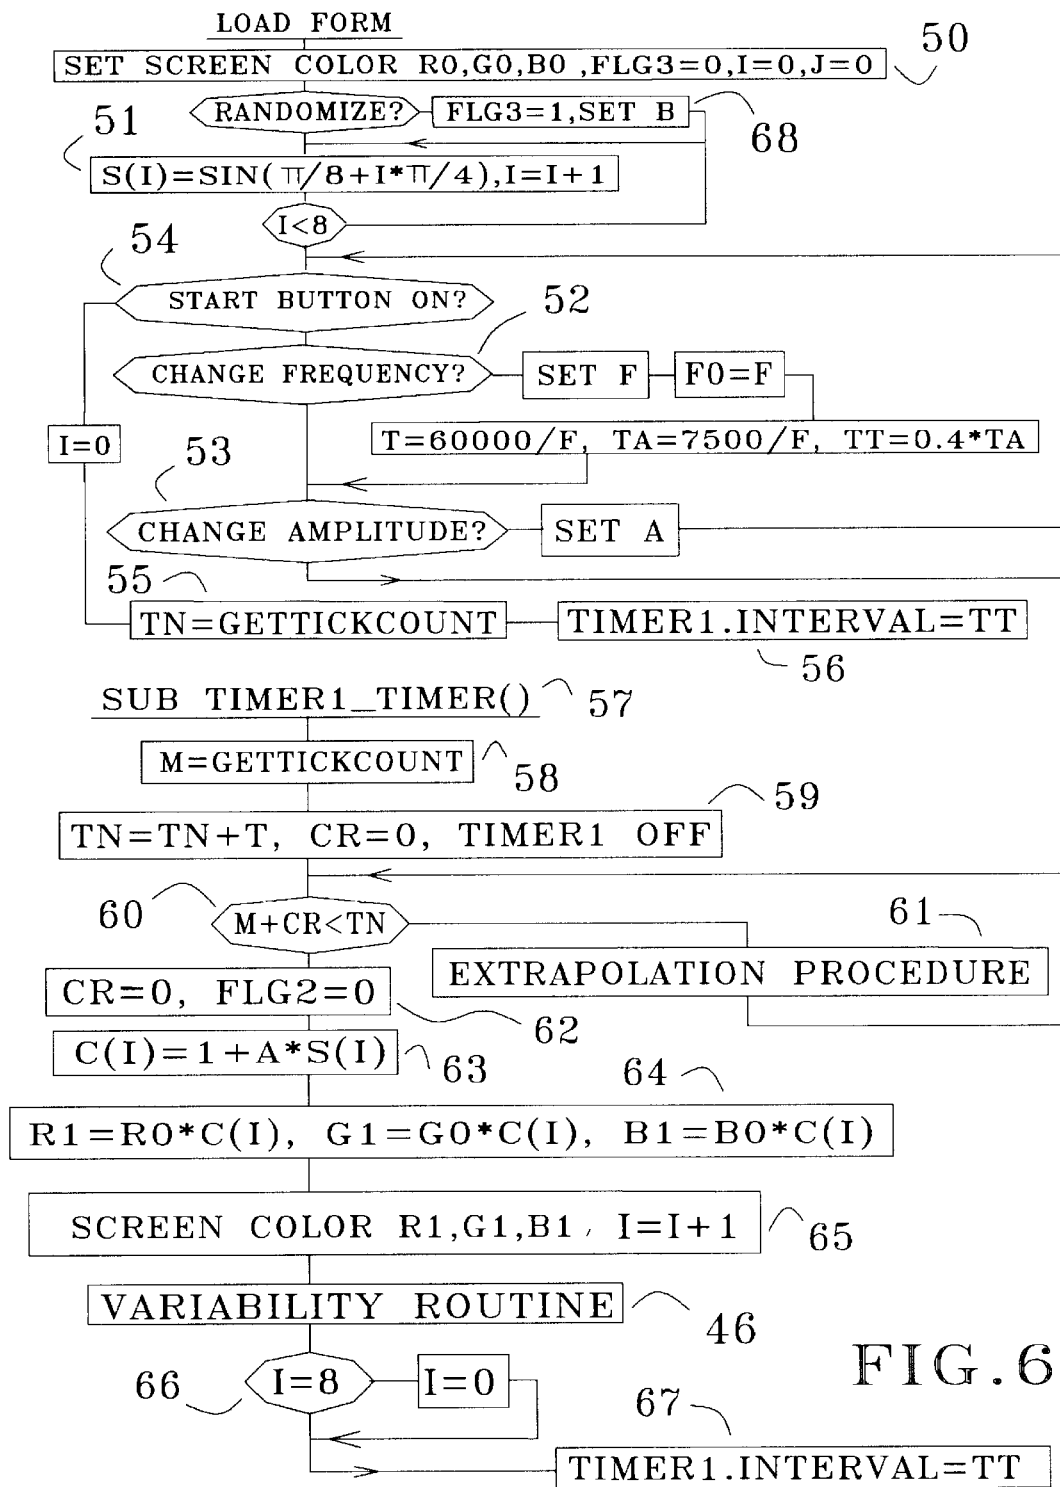 LOAD FORM
SET SCREEN COLOR R0,G0,B0 ,FLG3=0,I=0,J=0
50
RANDOMIZE?
FLG3=1,SET B
68
51
S(I)=SIN(π/8+I*π/4),I=I+1
I<8
54
START BUTTON ON?
52
CHANGE FREQUENCY?
SET F
F0=F
I=0
T=60000/F, TA=7500/F, TT=0.4*TA
53
CHANGE AMPLITUDE?
SET A
55
TN=GETTICKCOUNT
TIMER1.INTERVAL=TT
56
SUB TIMER1_TIMER()
57
M=GETTICKCOUNT
58
59
TN=TN+T, CR=0, TIMER1 OFF
60
M+CR<TN
61
EXTRAPOLATION PROCEDURE
CR=0, FLG2=0
62
C(I)=1+A*S(I)
63
64
R1=R0*C(I), G1=G0*C(I), B1=B0*C(I)
SCREEN COLOR R1,G1,B1, I=I+1
65
VARIABILITY ROUTINE
46
66
I=8
I=0
FIG.6
67
TIMER1.INTERVAL=TT